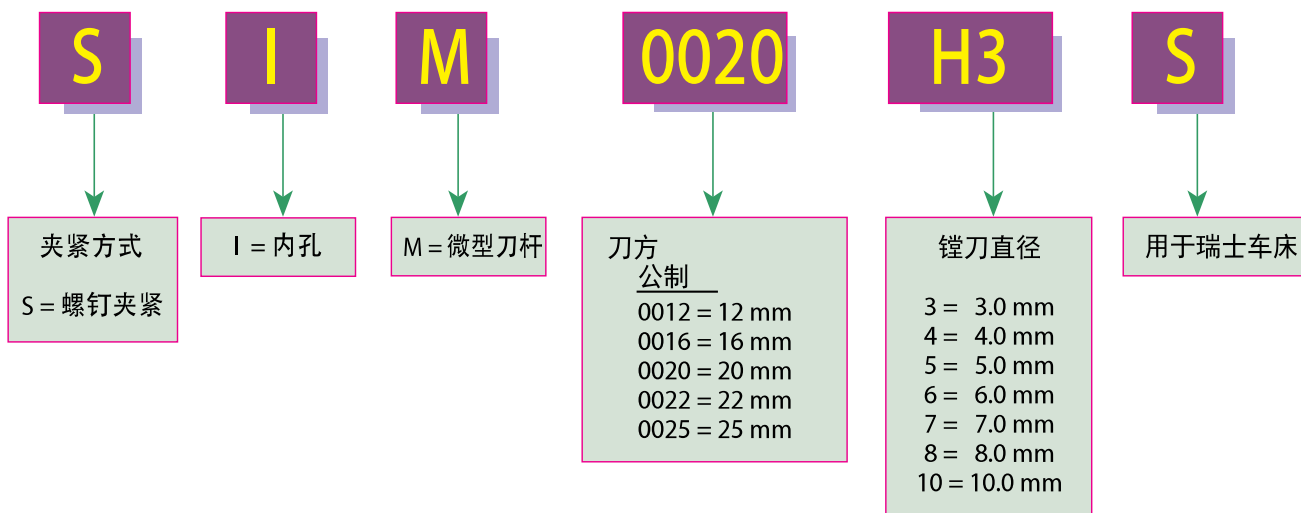 S I M 0020 H3 S
夹紧方式
S = 螺钉夹紧
I = 内孔
M = 微型刀杆
刀方
公制
0012 = 12 mm
0016 = 16 mm
0020 = 20 mm
0022 = 22 mm
0025 = 25 mm
镗刀直径
3 = 3.0 mm
4 = 4.0 mm
5 = 5.0 mm
6 = 6.0 mm
7 = 7.0 mm
8 = 8.0 mm
10 = 10.0 mm
用于瑞士车床